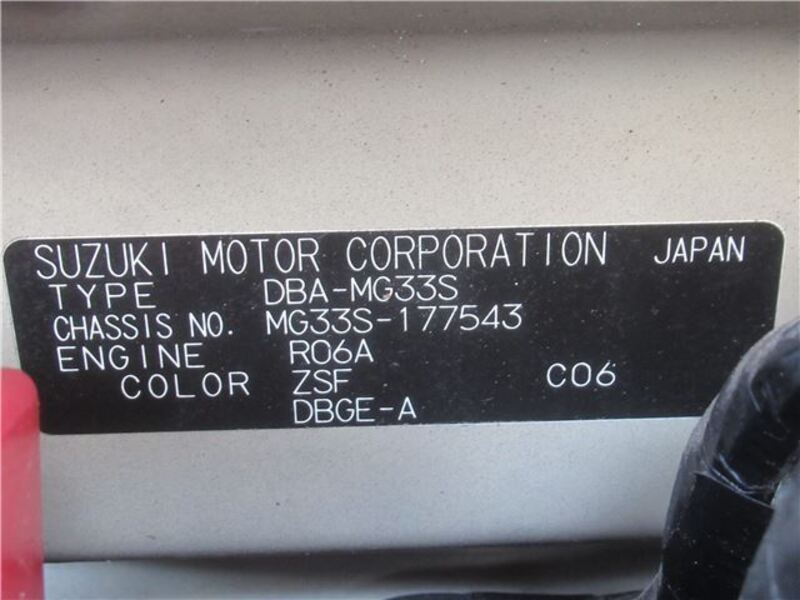 SUZUKI MOTOR CORPORATION JAPAN
TYPE DBA-MG33S
CHASSIS NO. MG33S-177543
ENGINE R06A
COLOR ZSF C06
DBGE-A